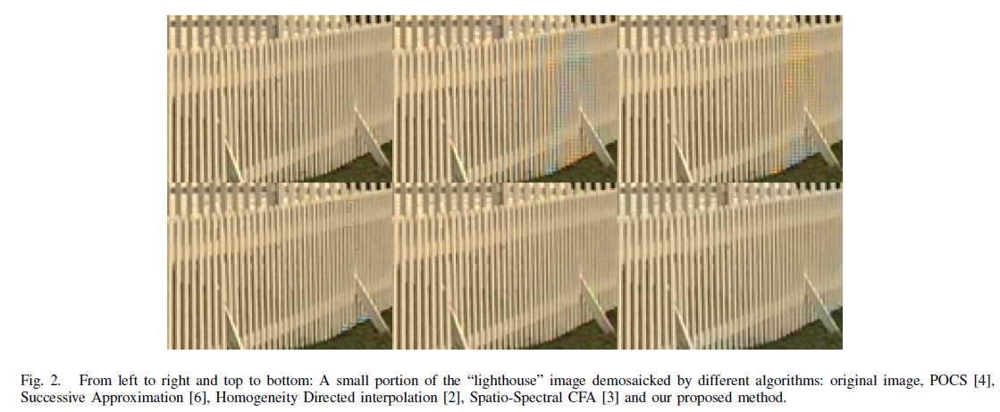 Fig. 2. From left to right and top to bottom: A small portion of the “lighthouse” image demosaicked by different algorithms: original image, POCS [4],
Successive Approximation [6], Homogeneity Directed interpolation [2], Spatio-Spectral CFA [3] and our proposed method.